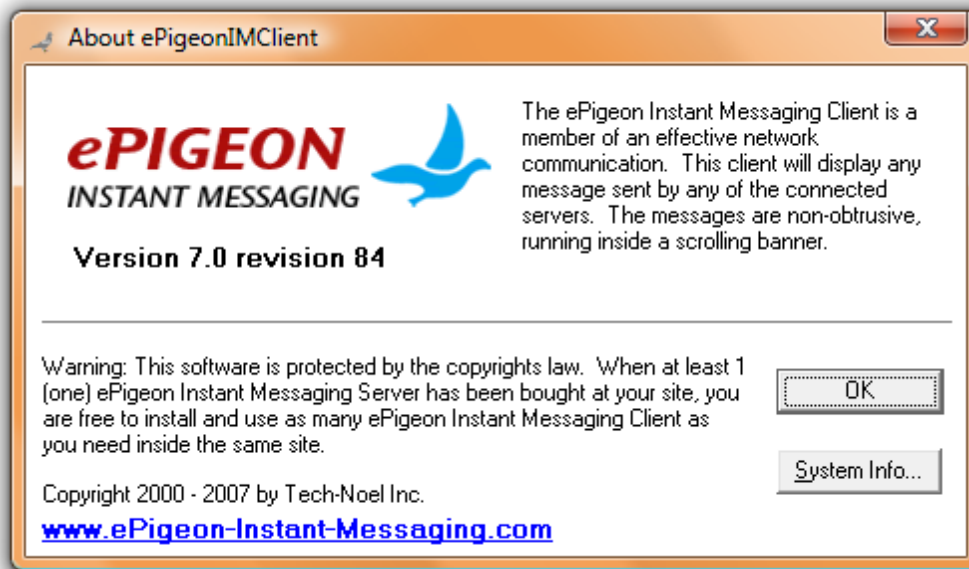 About ePigeonIMClient
ePIGEON
INSTANT MESSAGING
Version 7.0 revision 84
The ePigeon Instant Messaging Client is a
member of an effective network
communication.  This client will display any
message sent by any of the connected
servers.  The messages are non-obtrusive,
running inside a scrolling banner.
Warning: This software is protected by the copyrights law.  When at least 1
(one) ePigeon Instant Messaging Server has been bought at your site, you
are free to install and use as many ePigeon Instant Messaging Client as
you need inside the same site.
OK
System Info...
Copyright 2000 - 2007 by Tech-Noel Inc.
www.ePigeon-Instant-Messaging.com